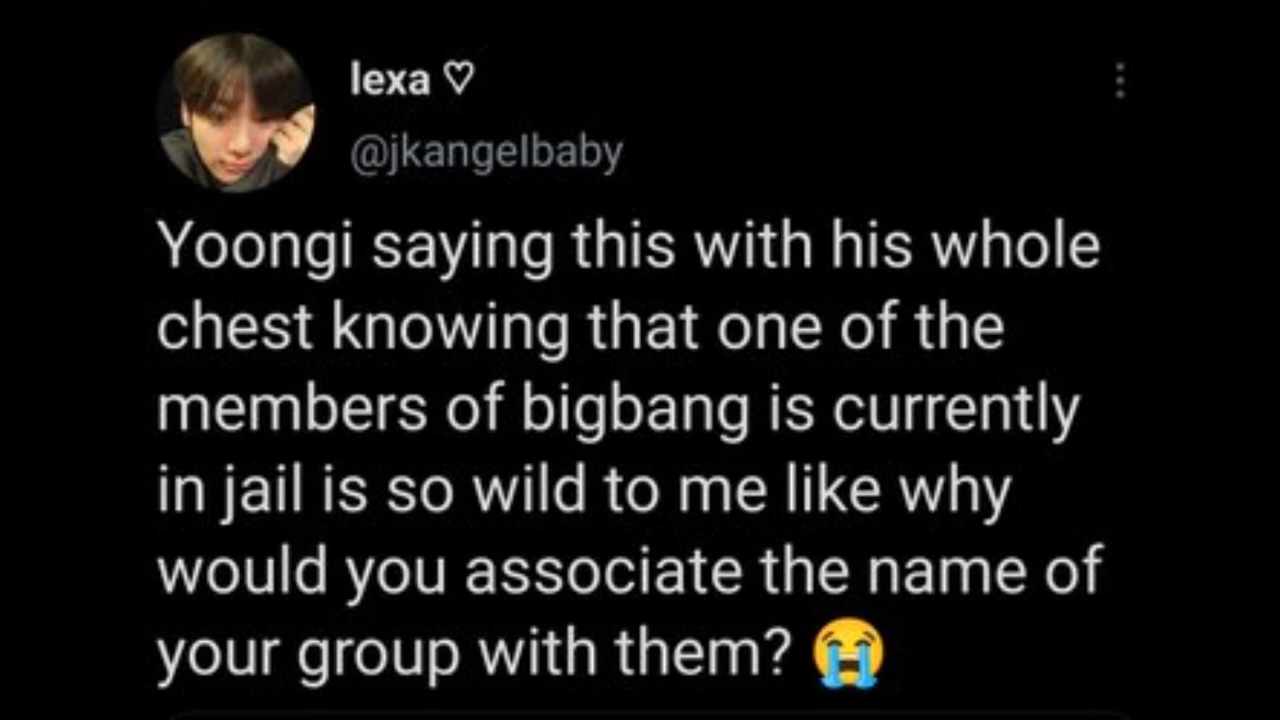 lexa ♡
@jkangelbaby
Yoongi saying this with his whole
chest knowing that one of the
members of bigbang is currently
in jail is so wild to me like why
would you associate the name of
your group with them? 😭